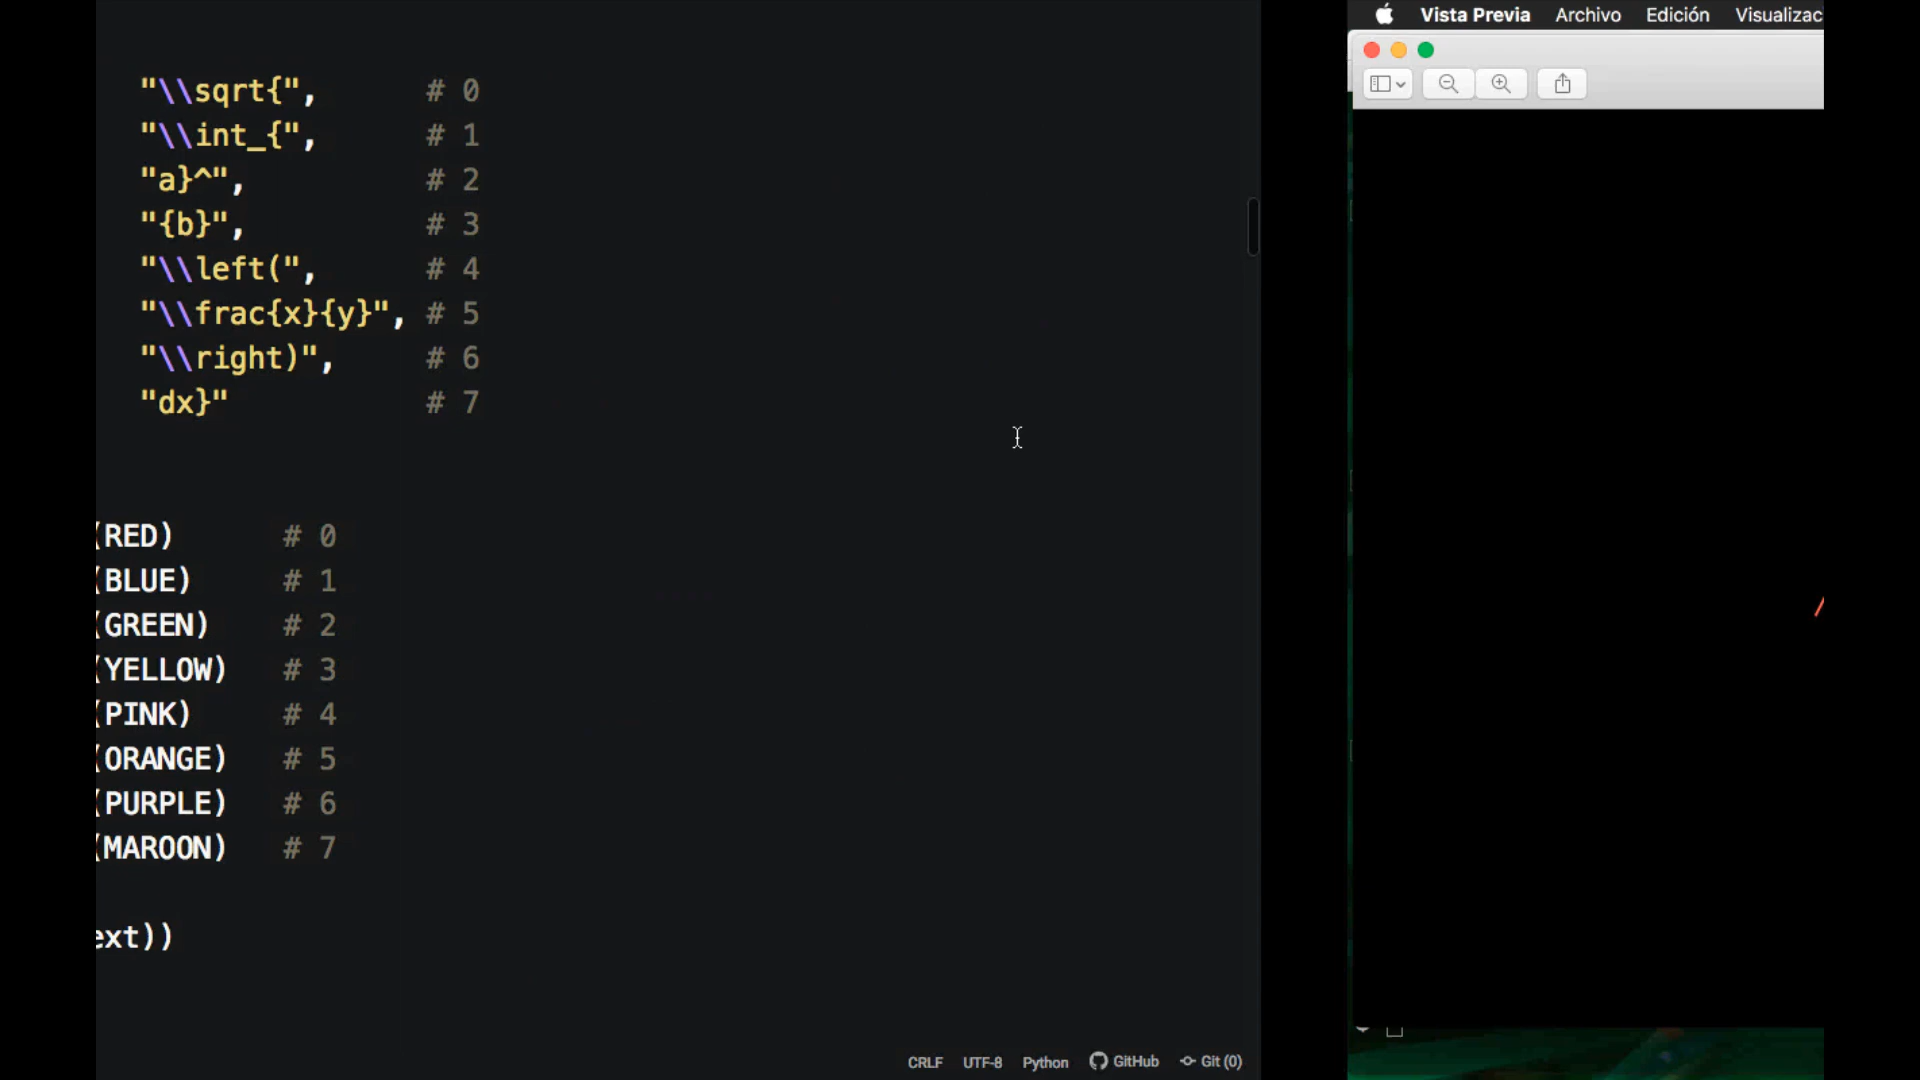 "\\sqrt{", # 0
"\\int_{", # 1
"a}^", # 2
"{b}", # 3
"\\left(", # 4
"\\frac{x}{y}", # 5
"\\right)", # 6
"dx}" # 7
(RED) # 0
(BLUE) # 1
(GREEN) # 2
(YELLOW) # 3
(PINK) # 4
(ORANGE) # 5
(PURPLE) # 6
(MAROON) # 7
ext))
CRLF UTF-8 Python GitHub Git (0)
Vista Previa Archivo Edición Visualizac